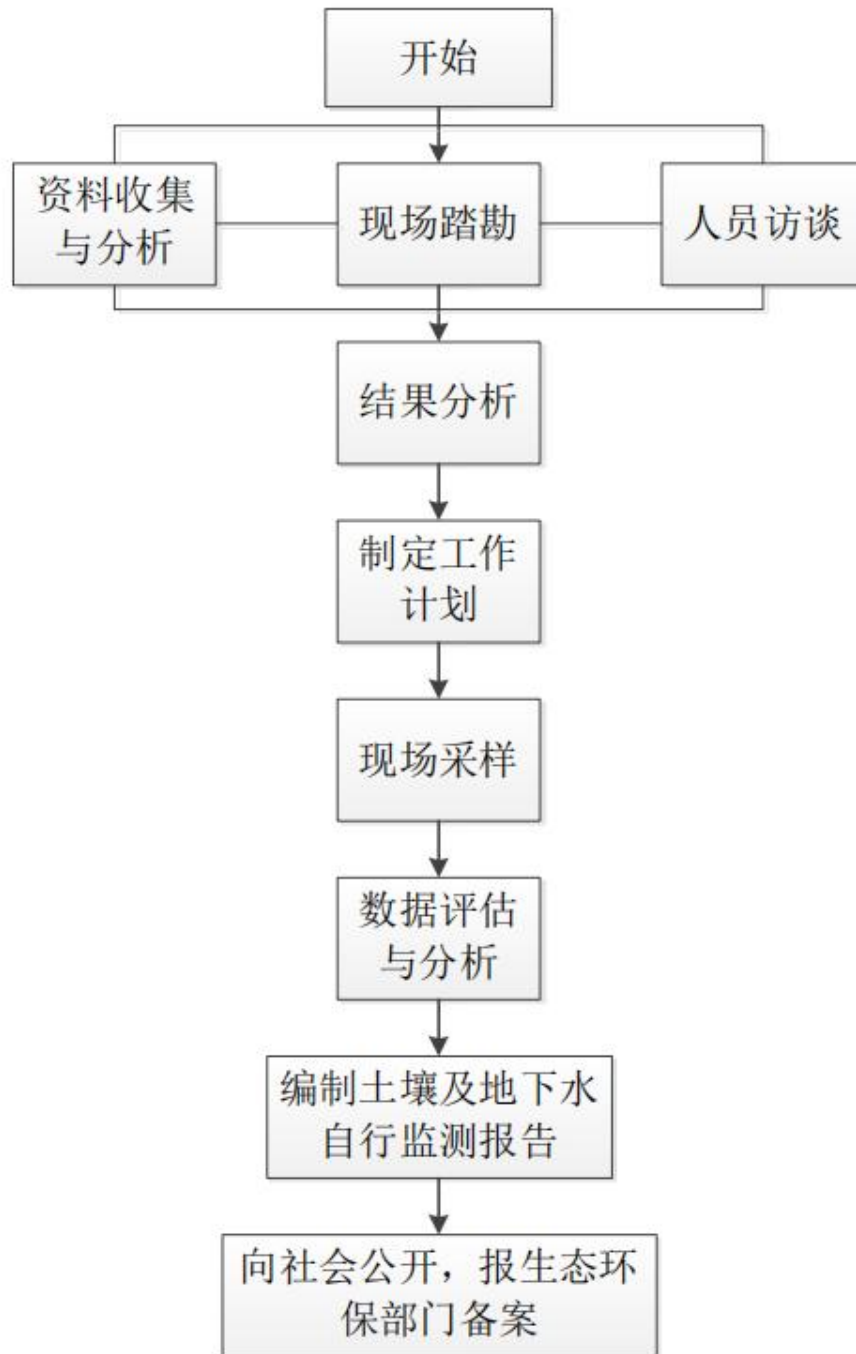 开始
资料收集
与分析
现场踏勘
人员访谈
结果分析
制定工作
计划
现场采样
数据评估
与分析
编制土壤及地下水
自行监测报告
向社会公开，报生态环
保部门备案